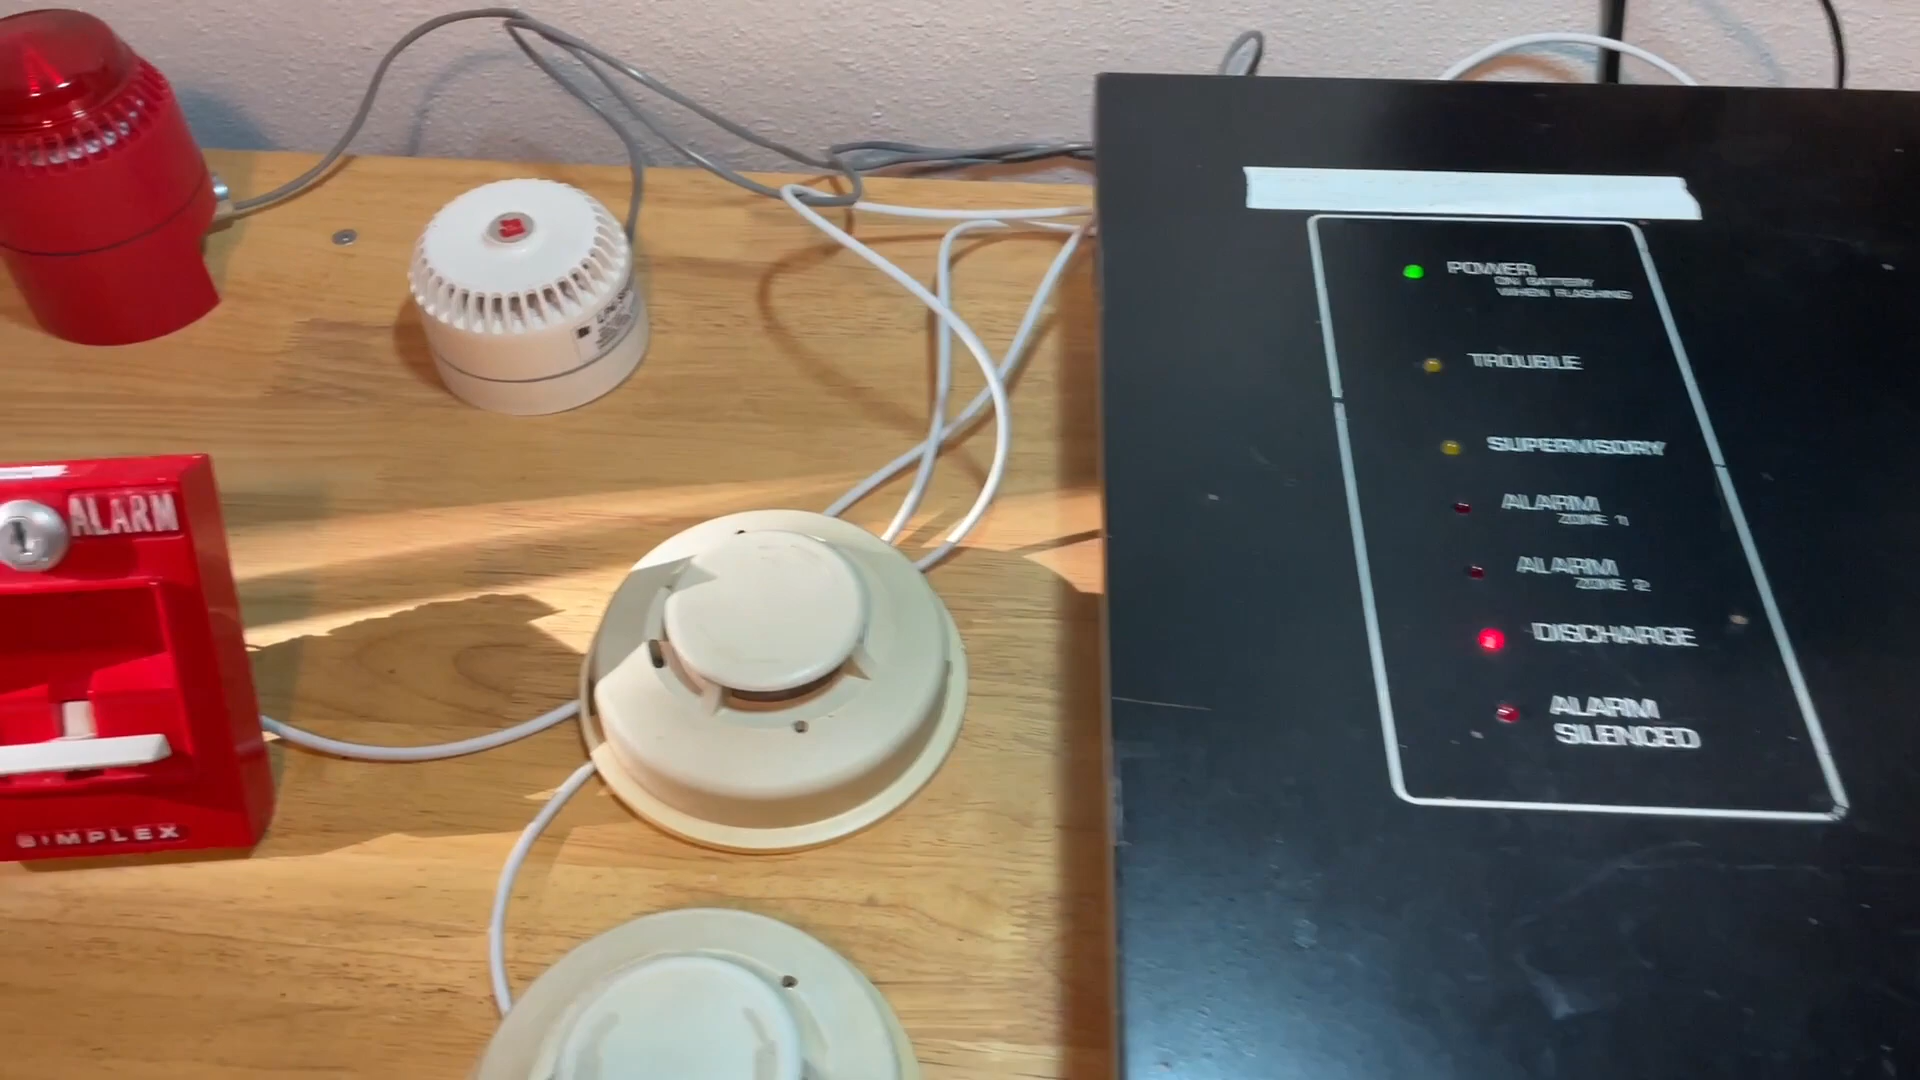 ALARM
SIMPLEX
POWER
ON BATTERY
WHEN FLASHING
TROUBLE
SUPERVISORY
ALARM
ZONE 1
ALARM
ZONE 2
DISCHARGE
ALARM
SILENCED